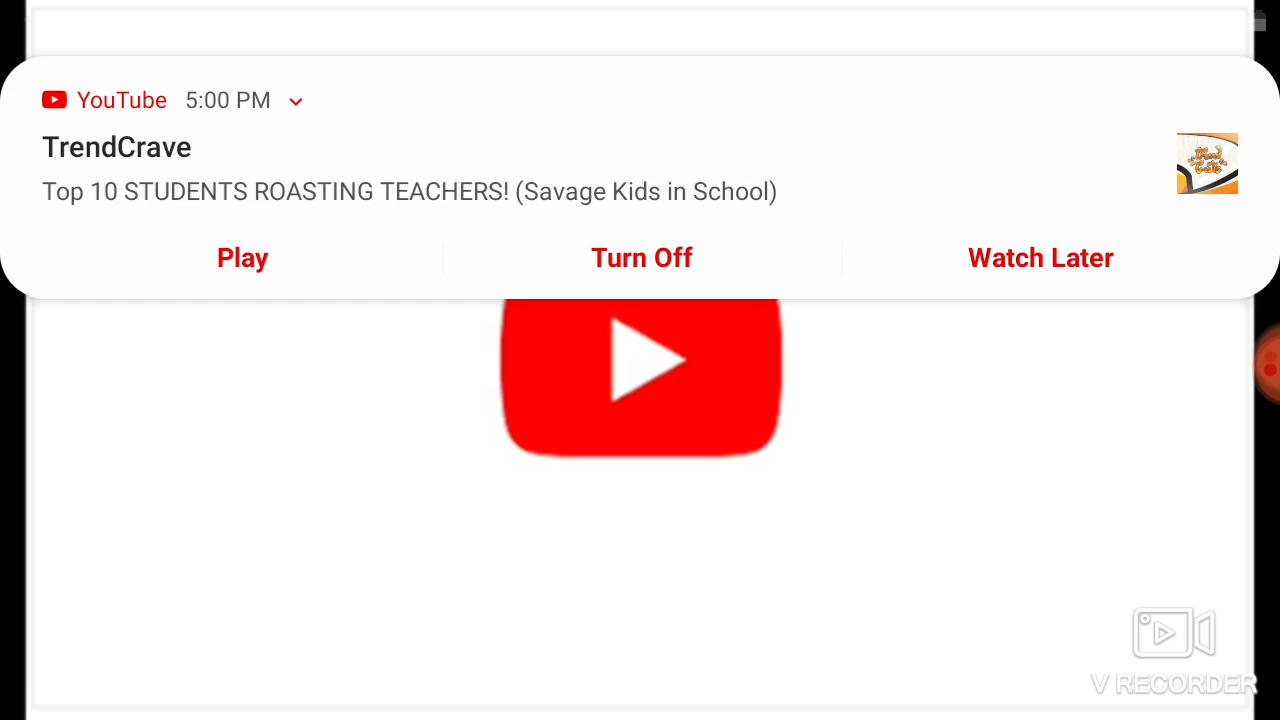 YouTube 5:00 PM
TrendCrave
Top 10 STUDENTS ROASTING TEACHERS! (Savage Kids in School)
Play Turn Off Watch Later
V RECORDER